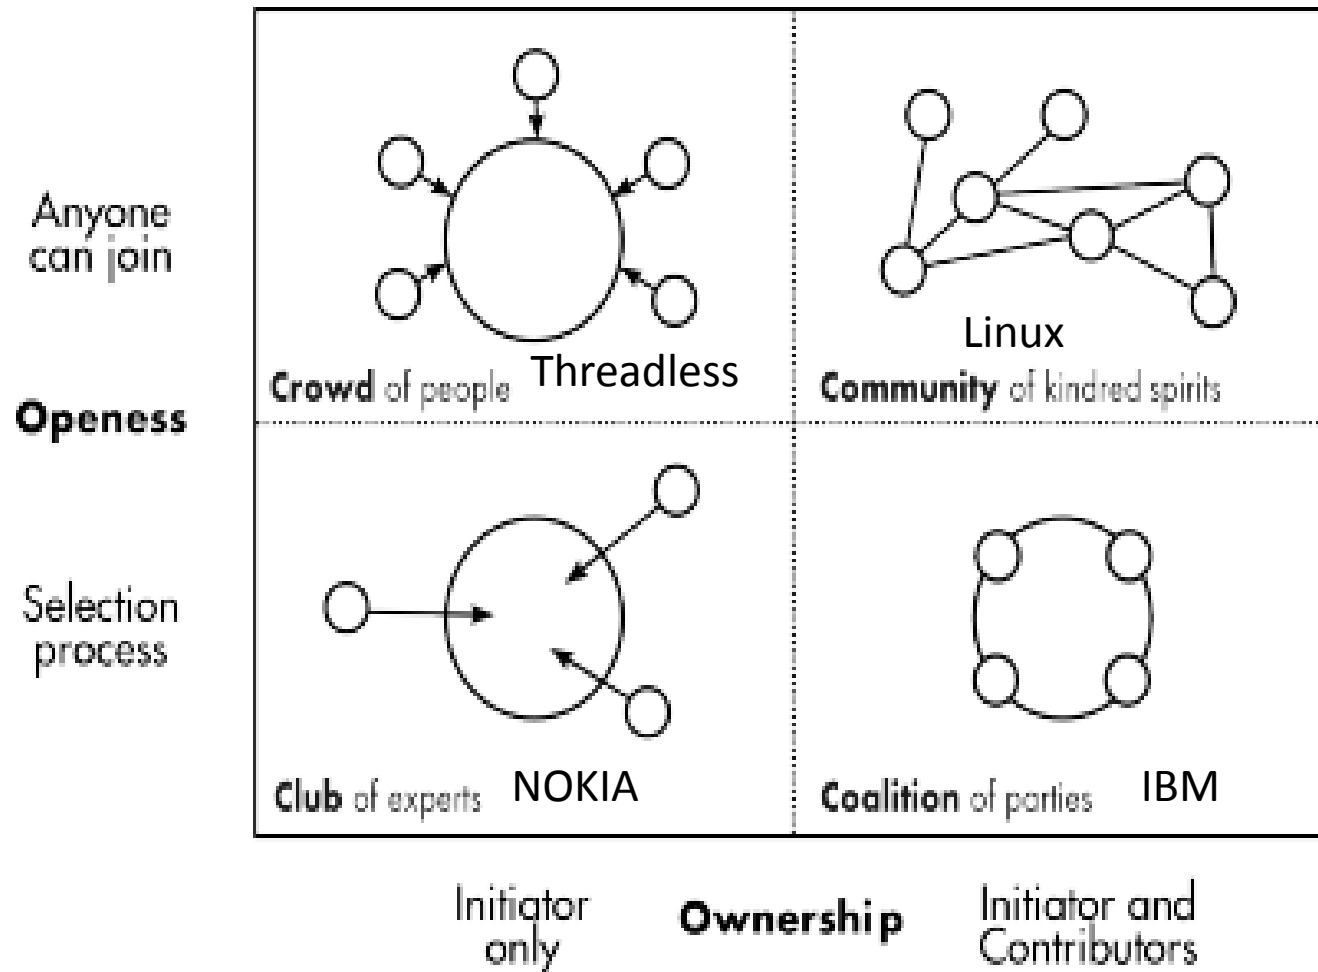 Anyone
can join
Openess
Selection
process
Threadless
Crowd of people
Linux
Community of kindred spirits
Club of experts NOKIA
Coalition of parties IBM
Initiator
only
Ownership
Initiator and
Contributors